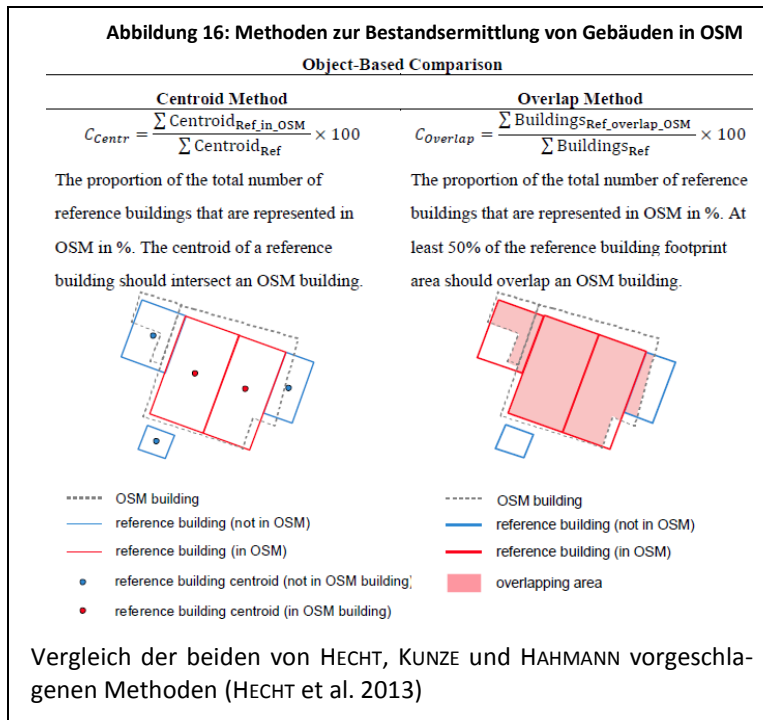 Abbildung 16: Methoden zur Bestandsermittlung von Gebäuden in OSM
Object-Based Comparison
Centroid Method
C_Centr = ∑ Centroid_Ref_in_OSM / ∑ Centroid_Ref × 100
The proportion of the total number of
reference buildings that are represented in
OSM in %. The centroid of a reference
building should intersect an OSM building.
OSM building
reference building (not in OSM)
reference building (in OSM)
reference building centroid (not in OSM building)
reference building centroid (in OSM building)
Overlap Method
C_Overlap = ∑ Buildings_Ref_overlap_OSM / ∑ Buildings_Ref × 100
The proportion of the total number of reference
buildings that are represented in OSM in %. At
least 50% of the reference building footprint
area should overlap an OSM building.
OSM building
reference building (not in OSM)
reference building (in OSM)
overlapping area
Vergleich der beiden von HECHT, KUNZE und HAHMANN vorgeschla-
genen Methoden (HECHT et al. 2013)